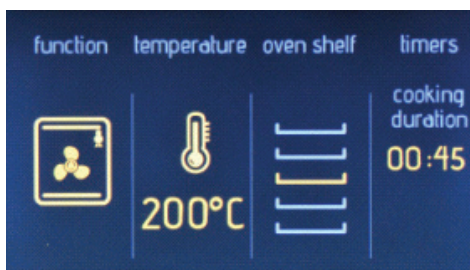 function temperature oven shelf timers
cooking
duration
00:45
200°C